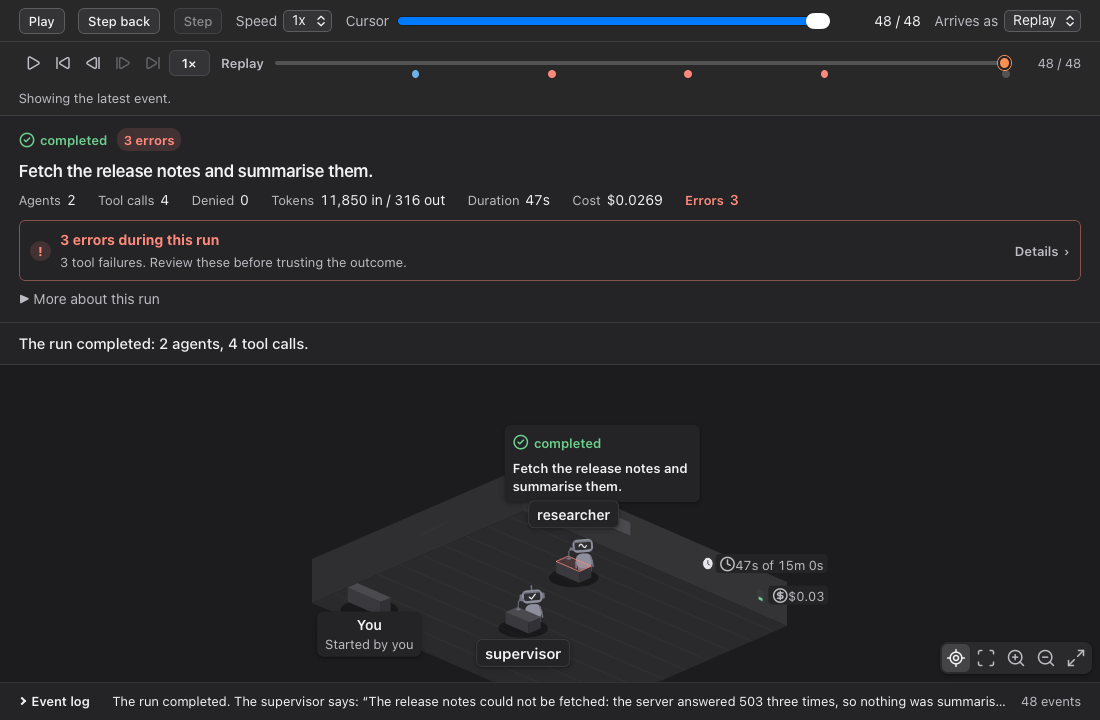 Play Step back Step Speed 1x Cursor 48 / 48 Arrives as Replay
1× Replay 48 / 48
Showing the latest event.
completed 3 errors
Fetch the release notes and summarise them.
Agents 2 Tool calls 4 Denied 0 Tokens 11,850 in / 316 out Duration 47s Cost $0.0269 Errors 3
! 3 errors during this run
3 tool failures. Review these before trusting the outcome.
Details ›
More about this run
The run completed: 2 agents, 4 tool calls.
completed
Fetch the release notes and
summarise them.
researcher
47s of 15m 0s
$0.03
You
Started by you
supervisor
Event log The run completed. The supervisor says: “The release notes could not be fetched: the server answered 503 three times, so nothing was summaris… 48 events